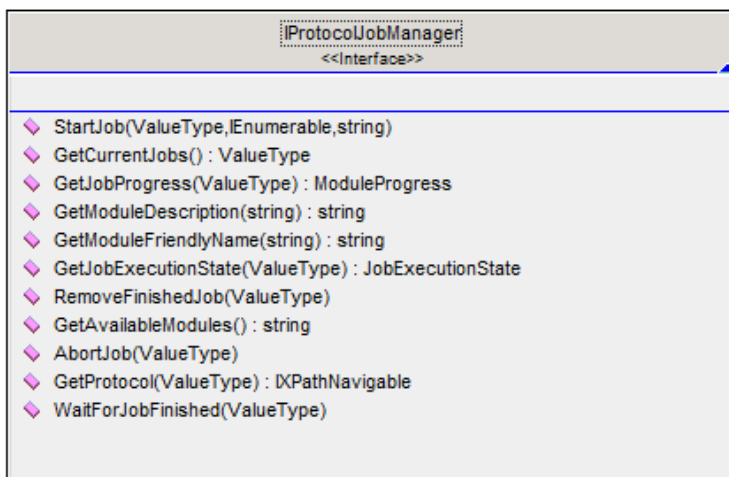 IProtocolJobManager
<<Interface>>
StartJob(ValueType,IEnumerable,string)
GetCurrentJobs() : ValueType
GetJobProgress(ValueType) : ModuleProgress
GetModuleDescription(string) : string
GetModuleFriendlyName(string) : string
GetJobExecutionState(ValueType) : JobExecutionState
RemoveFinishedJob(ValueType)
GetAvailableModules() : string
AbortJob(ValueType)
GetProtocol(ValueType) : IXPathNavigable
WaitForJobFinished(ValueType)